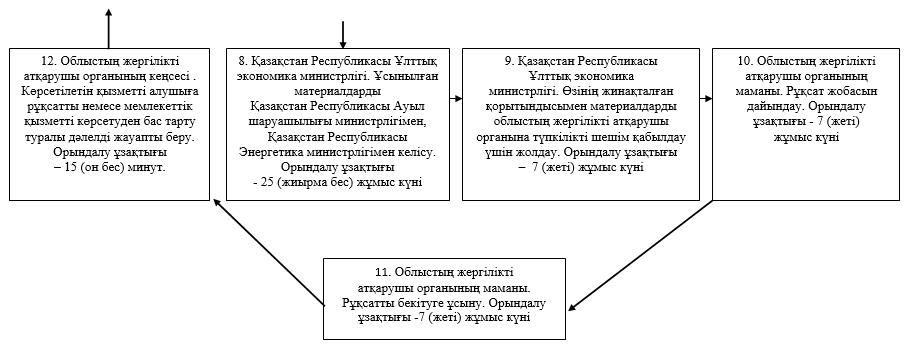 12. Облыстың жергілікті
атқарушы органының кеңсесі .
Көрсетілетін қызметті алушыға
рұқсатты немесе мемлекеттік
қызметті көрсетуден бас тарту
туралы дәлелді жауапты беру.
Орындалу ұзақтығы
– 15 (он бес) минут.
8. Қазақстан Республикасы Ұлттық
экономика министрлігі. Ұсынылған
материалдарды
Қазақстан Республикасы Ауыл
шаруашылығы министрлігімен,
Қазақстан Республикасы
Энергетика министрлігімен келісу.
Орындалу ұзақтығы
- 25 (жиырма бес) жұмыс күні
9. Қазақстан Республикасы
Ұлттық экономика
министрлігі. Өзінің жинақталған
қорытындысымен материалдарды
облыстың жергілікті атқарушы
органына түпкілікті шешім қабылдау
үшін жолдау. Орындалу ұзақтығы
– 7 (жеті) жұмыс күні
10. Облыстың жергілікті
атқарушы органының
маманы. Рұқсат жобасын
дайындау. Орындалу
ұзақтығы - 7 (жеті)
жұмыс күні
11. Облыстың жергілікті
атқарушы органының маманы.
Рұқсатты бекітуге ұсыну. Орындалу
ұзақтығы -7 (жеті) жұмыс күні